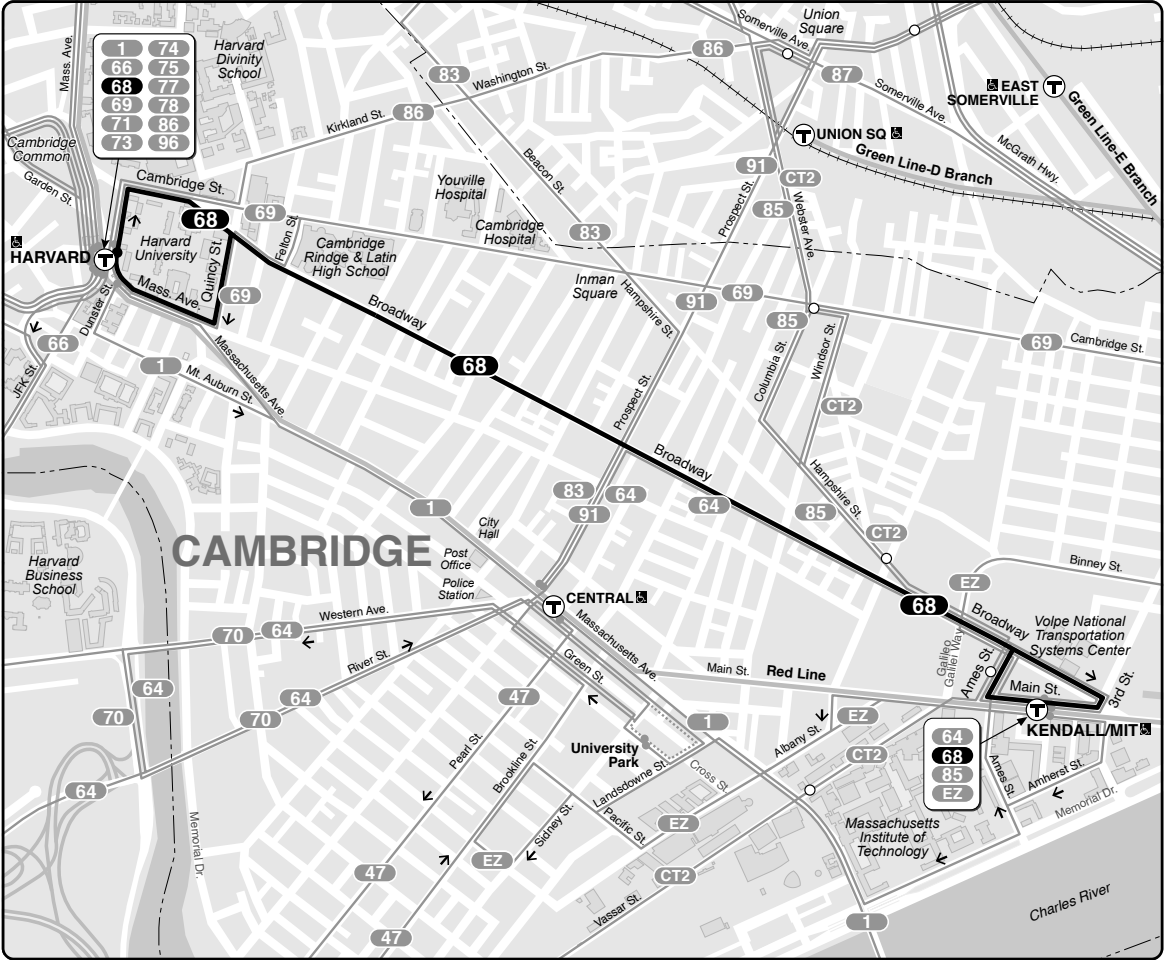 Mass. Ave.
1 74
66 75
68 77
69 78
71 86
73 96
Harvard
Divinity
School
Cambridge
Common
Garden St.
Kirkland St.
86
83
Washington St.
86
Somerville Ave.
Union
Square
87
Somerville Ave.
EAST
SOMERVILLE
Green Line-E Branch
McGrath Hwy.
T
T
UNION SQ
Green Line-D Branch
Beacon St.
Youville
Hospital
Cambridge
Hospital
83
91
CT2
85
Prospect St.
Webster Ave.
Cambridge St.
68
69
Felton St.
Cambridge
Rindge & Latin
High School
Harvard
University
Quincy St.
Mass. Ave.
69
HARVARD
T
Dunster St.
66
JFK St.
1
Mt. Auburn St.
Massachusetts Ave.
Broadway
68
Inman
Square
Hampshire St.
91
69
85
Columbia St.
Windsor St.
CT2
69
Cambridge St.
Prospect St.
Broadway
64
Hampshire St.
85
CT2
83
64
91
1
City
Hall
Post
Office
Police
Station
CAMBRIDGE
Harvard
Business
School
T
CENTRAL
Massachusetts Ave.
Western Ave.
70
64
River St.
64
70
64
70
64
Green St.
47
Pearl St.
Brookline St.
University
Park
Main St.
Red Line
1
68
EZ
Binney St.
Broadway
Volpe National
Transportation
Systems Center
Galileo
Galilei Way
Ames St.
Main St.
3rd St.
T
KENDALL/MIT
64
68
85
EZ
Albany St.
EZ
CT2
Ames St.
Amherst St.
Memorial Dr.
Landsdowne St.
Cross St.
Pacific St.
Sidney St.
EZ
EZ
CT2
Vassar St.
Massachusetts
Institute of
Technology
Memorial Dr.
47
47
1
Charles River